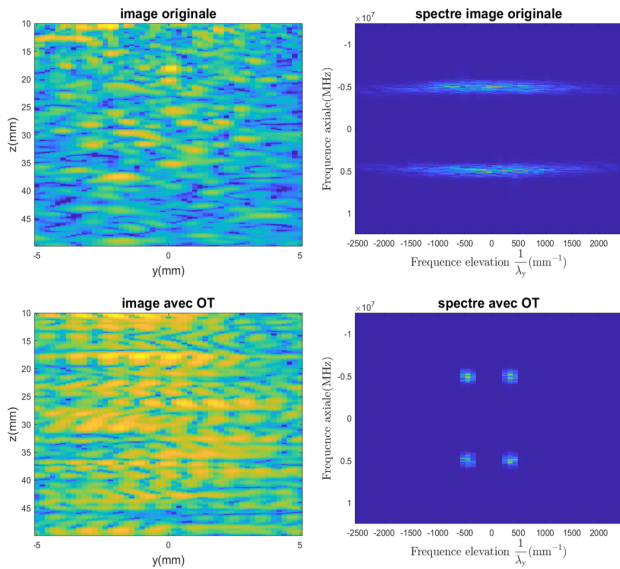 image originale
10
15
20
25
30
35
40
45
z(mm)
-5
0
5
y(mm)
spectre image originale
×10⁷
-1
-0.5
0
0.5
1
Frequence axiale(MHz)
-2500 -2000 -1500 -1000 -500 0 500 1000 1500 2000
Frequence elevation 1/λy (mm⁻¹)
image avec OT
10
15
20
25
30
35
40
45
z(mm)
-5
0
5
y(mm)
spectre avec OT
×10⁷
-1
-0.5
0
0.5
1
Frequence axiale(MHz)
-2500 -2000 -1500 -1000 -500 0 500 1000 1500 2000
Frequence elevation 1/λy (mm⁻¹)